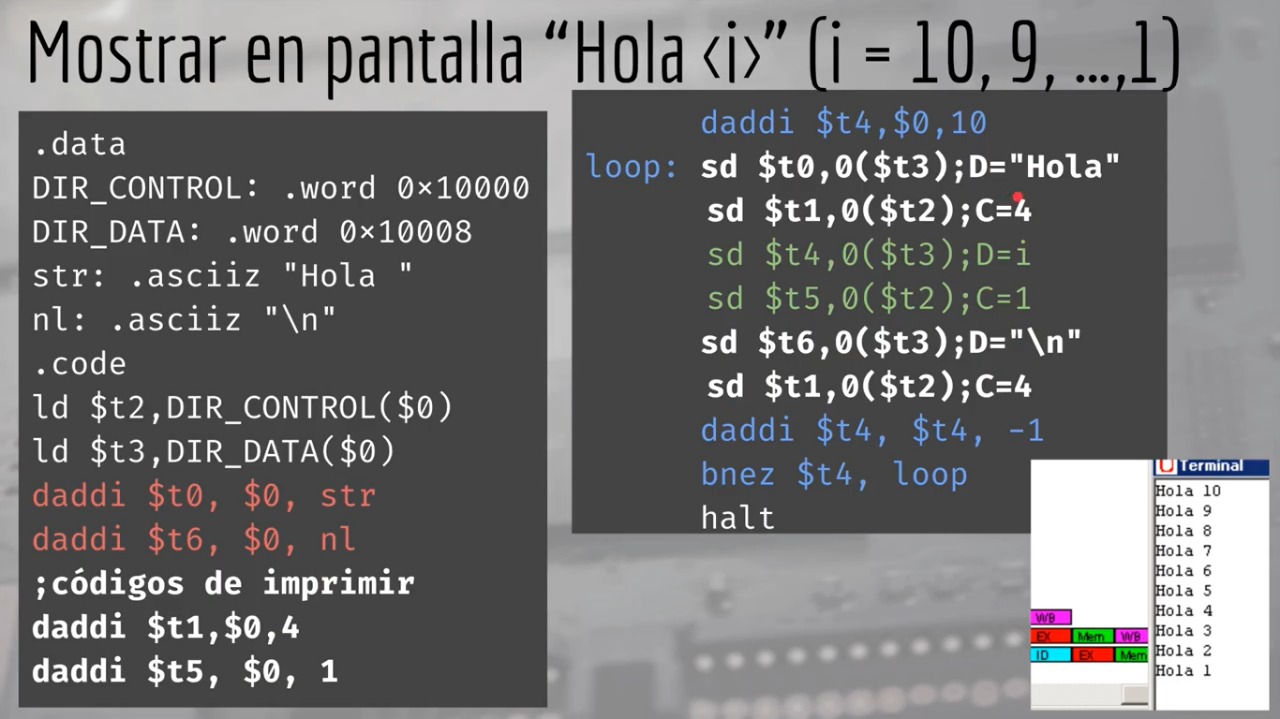 Mostrar en pantalla “Hola <i>” (i = 10, 9, …,1)
.data
DIR_CONTROL: .word 0×10000
DIR_DATA: .word 0×10008
str: .asciiz "Hola "
nl: .asciiz "\n"
.code
ld $t2,DIR_CONTROL($0)
ld $t3,DIR_DATA($0)
daddi $t0, $0, str
daddi $t6, $0, nl
;códigos de imprimir
daddi $t1,$0,4
daddi $t5, $0, 1
daddi $t4,$0,10
loop: sd $t0,0($t3);D="Hola"
sd $t1,0($t2);C=4
sd $t4,0($t3);D=i
sd $t5,0($t2);C=1
sd $t6,0($t3);D="\n"
sd $t1,0($t2);C=4
daddi $t4, $t4, -1
bnez $t4, loop
halt
WB
EX Mem WB
ID EX Mem
Terminal
Hola 10
Hola 9
Hola 8
Hola 7
Hola 6
Hola 5
Hola 4
Hola 3
Hola 2
Hola 1